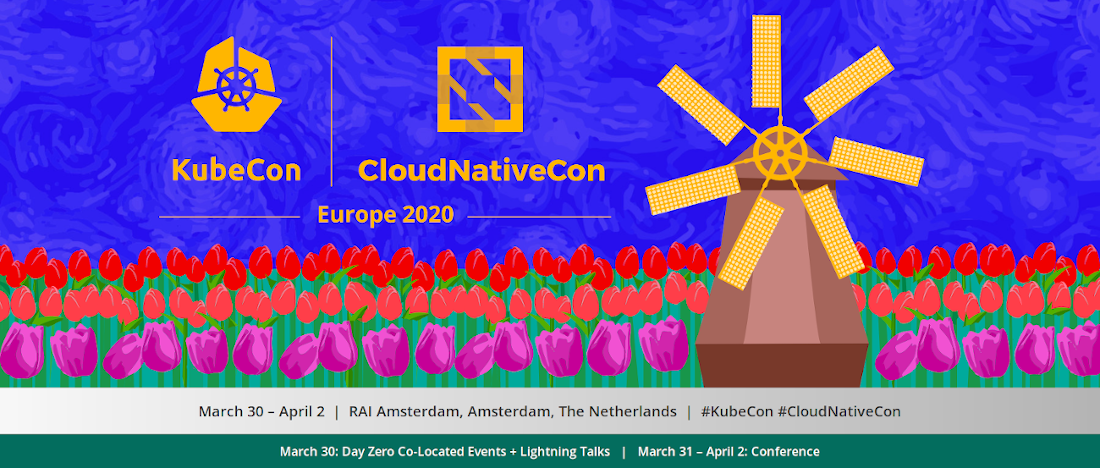 KubeCon
CloudNativeCon
Europe 2020
March 30 – April 2 | RAI Amsterdam, Amsterdam, The Netherlands | #KubeCon #CloudNativeCon
March 30: Day Zero Co-Located Events + Lightning Talks | March 31 – April 2: Conference